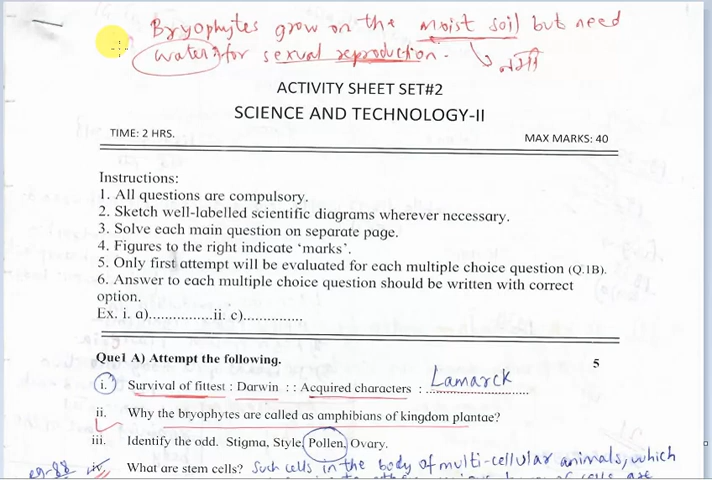 Bryophytes grow on the moist soil but need
water for sexual reproduction.
नमी
ACTIVITY SHEET SET#2
SCIENCE AND TECHNOLOGY-II
TIME: 2 HRS.
MAX MARKS: 40
Instructions:
1. All questions are compulsory.
2. Sketch well-labelled scientific diagrams wherever necessary.
3. Solve each main question on separate page.
4. Figures to the right indicate ‘marks’.
5. Only first attempt will be evaluated for each multiple choice question (Q.1B).
6. Answer to each multiple choice question should be written with correct
option.
Ex. i. a)................ii. c).............
Que1 A) Attempt the following. 5
i. Survival of fittest : Darwin : : Acquired characters : Lamarck
ii. Why the bryophytes are called as amphibians of kingdom plantae?
iii. Identify the odd. Stigma, Style, Pollen, Ovary.
iv. What are stem cells? Such cells in the body of multi-cellular animals, which